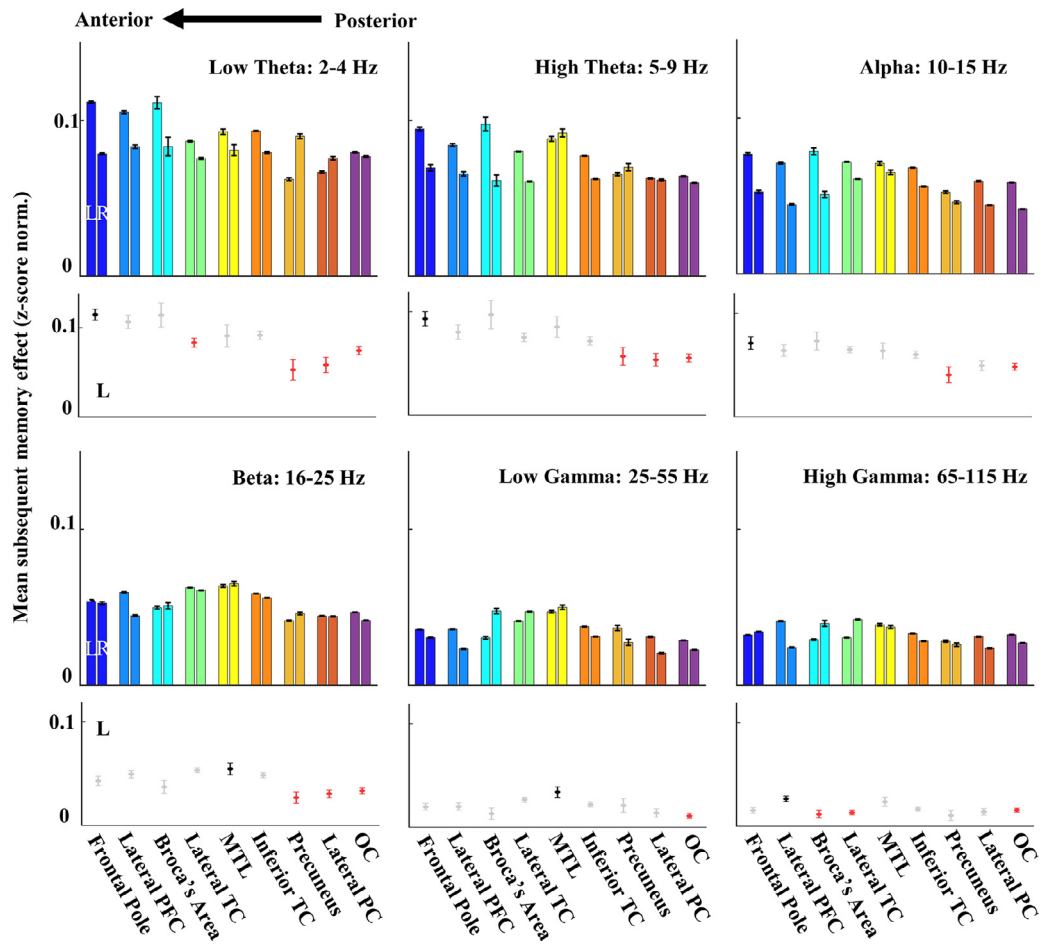 Anterior Posterior
Mean subsequent memory effect (z-score norm.)
Low Theta: 2-4 Hz
High Theta: 5-9 Hz
Alpha: 10-15 Hz
0.1
LR
0
0.1
L
0
Beta: 16-25 Hz
Low Gamma: 25-55 Hz
High Gamma: 65-115 Hz
0.1
LR
0
0.1
L
0
Frontal Pole
Lateral PFC
Broca's Area
Lateral TC
MTL
Inferior TC
Precuneus
Lateral PC
OC
Frontal Pole
Lateral PFC
Broca's Area
Lateral TC
MTL
Inferior TC
Precuneus
Lateral PC
OC
Frontal Pole
Lateral PFC
Broca's Area
Lateral TC
MTL
Inferior TC
Precuneus
Lateral PC
OC